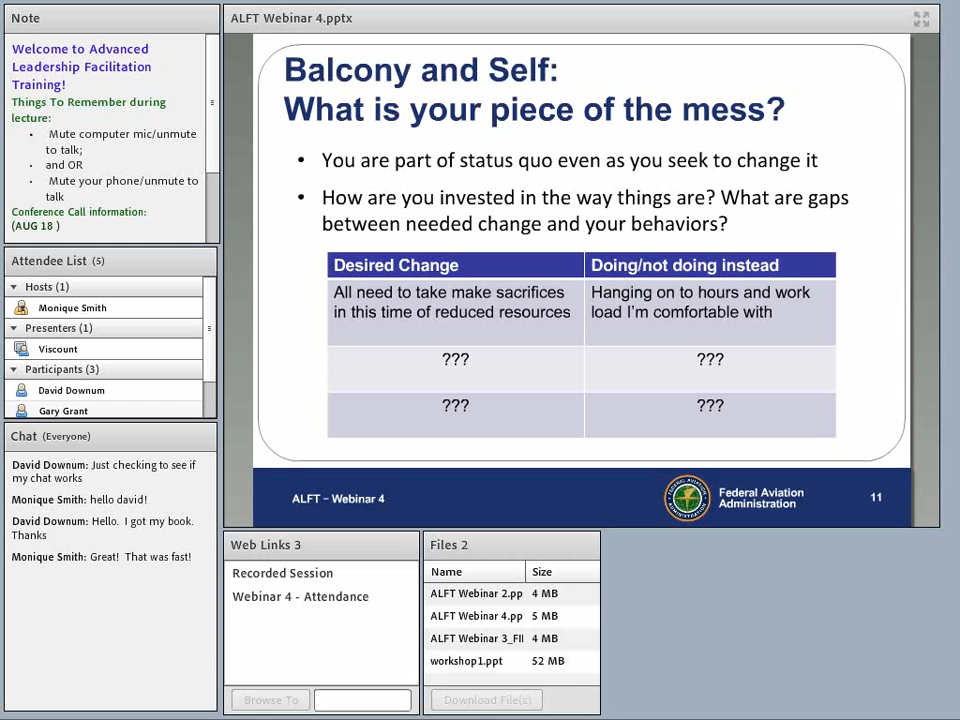 Note
Welcome to Advanced
Leadership Facilitation
Training!
Things To Remember during
lecture:
• Mute computer mic/unmute
to talk;
• and OR
• Mute your phone/unmute to
talk
Conference Call information:
(AUG 18 )
Attendee List (5)
Hosts (1)
Monique Smith
Presenters (1)
Viscount
Participants (3)
David Downum
Gary Grant
Chat (Everyone)
David Downum: Just checking to see if
my chat works
Monique Smith: hello david!
David Downum: Hello. I got my book.
Thanks
Monique Smith: Great! That was fast!
ALFT Webinar 4.pptx
Balcony and Self:
What is your piece of the mess?
• You are part of status quo even as you seek to change it
• How are you invested in the way things are? What are gaps
between needed change and your behaviors?
Desired Change Doing/not doing instead
All need to take make sacrifices
in this time of reduced resources
Hanging on to hours and work
load I'm comfortable with
??? ???
??? ???
ALFT – Webinar 4
Federal Aviation
Administration
11
Web Links 3
Recorded Session
Webinar 4 - Attendance
Browse To
Files 2
Name Size
ALFT Webinar 2.pp 4 MB
ALFT Webinar 4.pp 5 MB
ALFT Webinar 3_FII 4 MB
workshop1.ppt 52 MB
Download File(s)